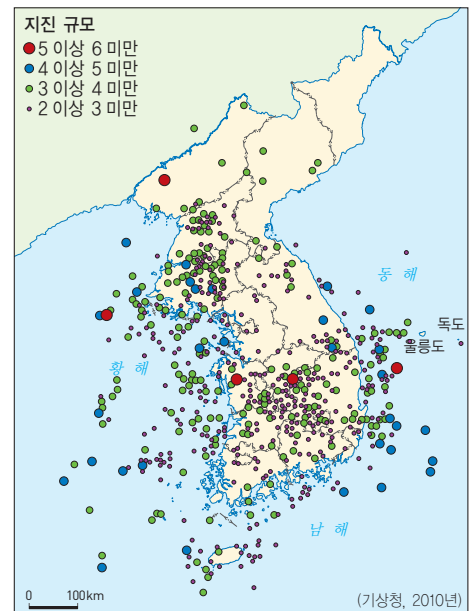 지진 규모
5 이상 6 미만
4 이상 5 미만
3 이상 4 미만
2 이상 3 미만
동 해
독도
울릉도
황 해
남 해
0 100km
(기상청, 2010년)